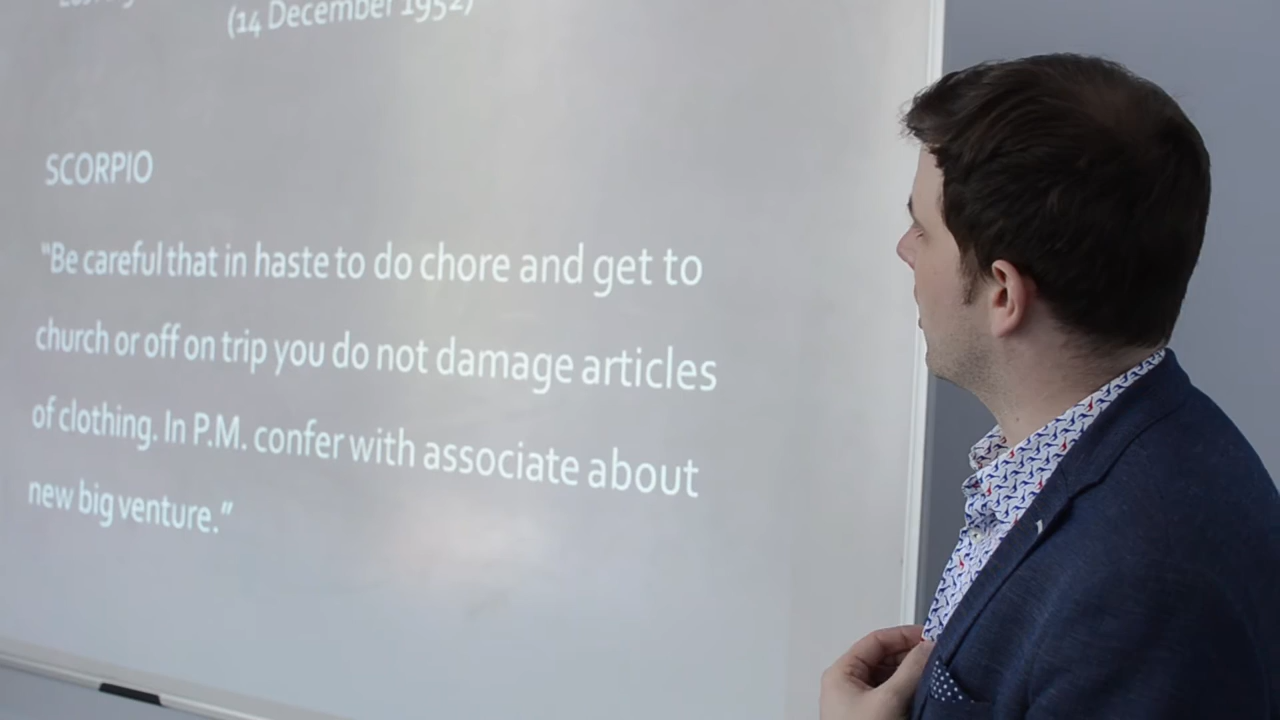 (14 December 1952)
SCORPIO
"Be careful that in haste to do chore and get to
church or off on trip you do not damage articles
of clothing. In P.M. confer with associate about
new big venture."